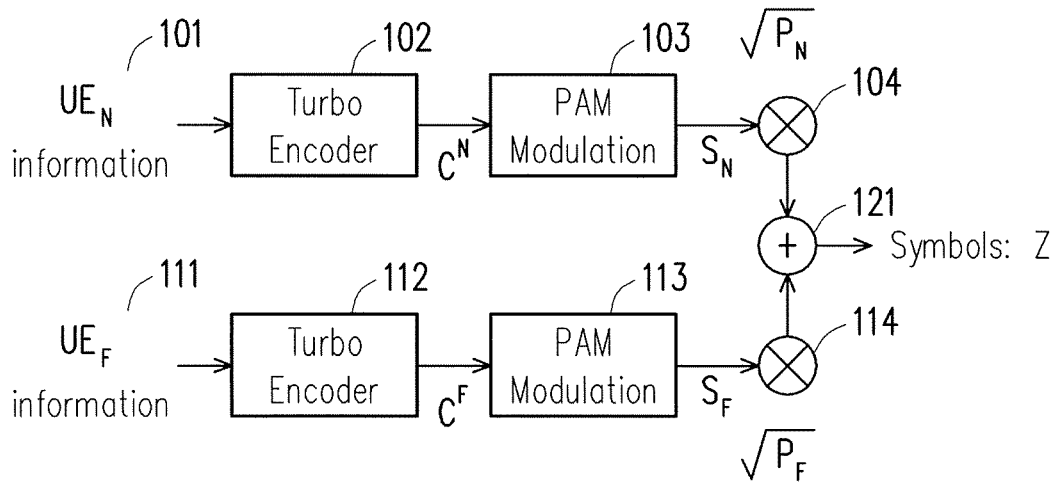 101
102
103
√P_N
104
UE_N
information
Turbo
Encoder
C^N
PAM
Modulation
S_N
121
Symbols: Z
111
112
113
114
UE_F
information
Turbo
Encoder
C^F
PAM
Modulation
S_F
√P_F